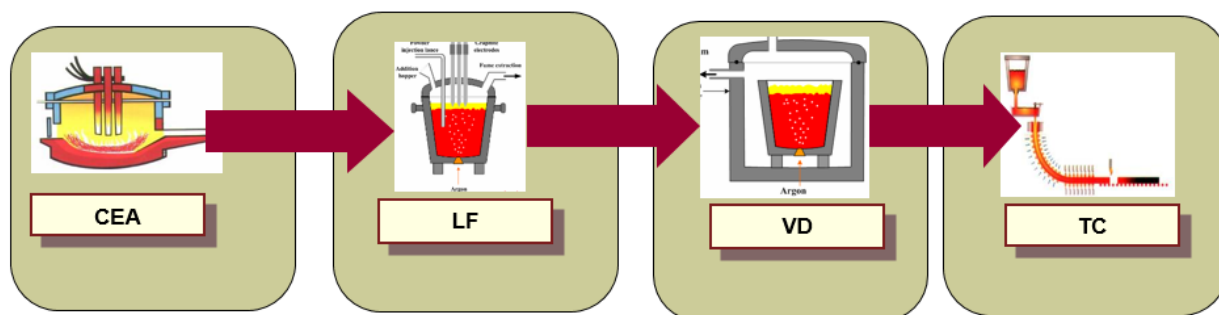 Powder
injection lance
Graphite
electrodes
Addition
hopper
Fume extraction
Argon
m
Argon
CEA
LF
VD
TC